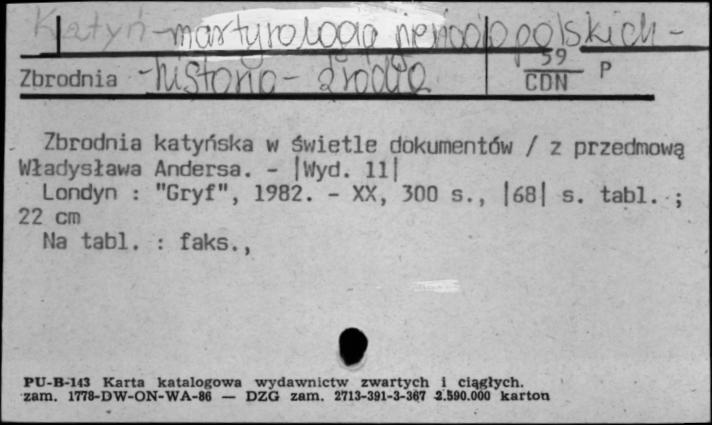 Katyń - martyrologia polskich -
Zbrodnia - historia - źródła 59 CDN P
Zbrodnia katyńska w świetle dokumentów / z przedmową
Władysława Andersa. - |Wyd. 11|
Londyn : "Gryf", 1982. - XX, 300 s., |68| s. tabl. ;
22 cm
Na tabl. : faks.,
PU-B-143 Karta katalogowa wydawnictw zwartych i ciągłych.
zam. 1778-DW-ON-WA-86 — DZG zam. 2713-391-3-367 2.590.000 karton